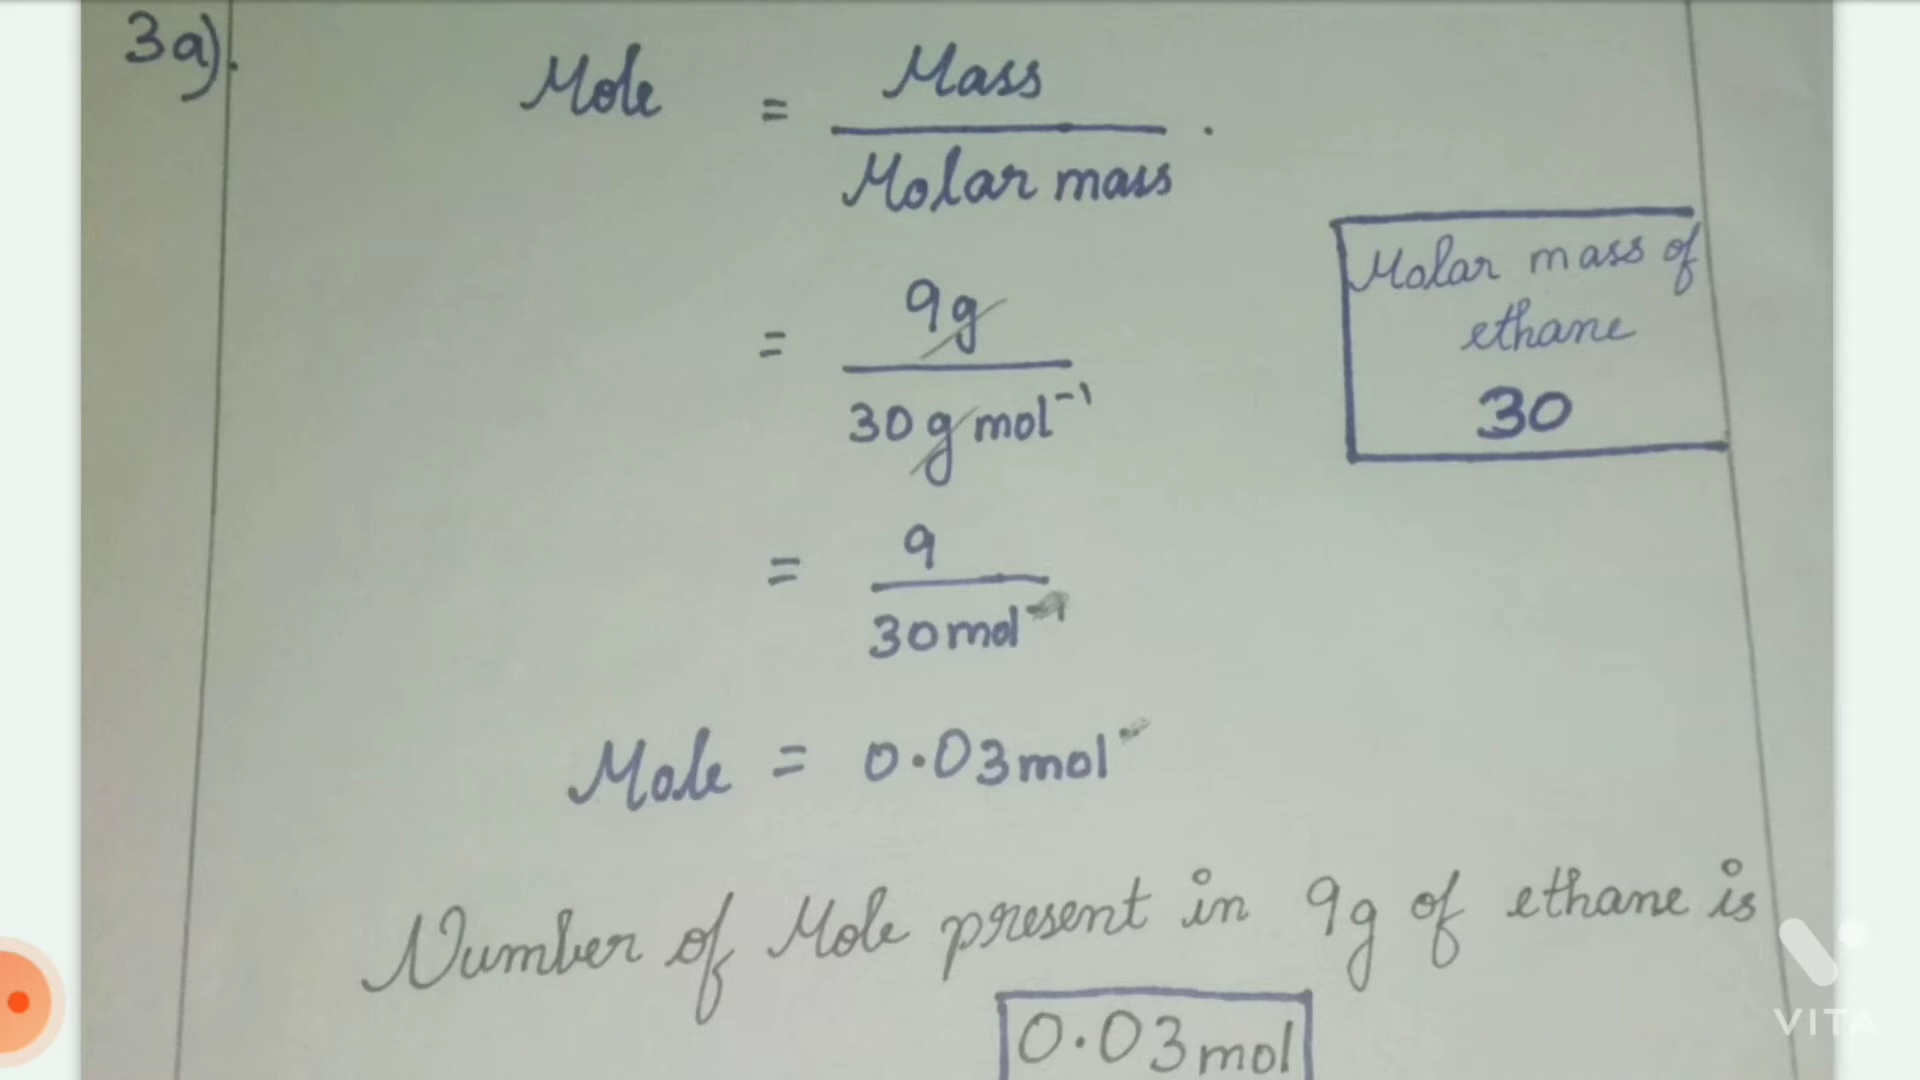 3a).
Mole = Mass / Molar mass.
Molar mass of
ethane
30
= 9g / 30 g mol⁻¹
= 9 / 30 mol⁻¹
Mole = 0.03 mol⁻
Number of Mole present in 9g of ethane is
0.03 mol
VITA